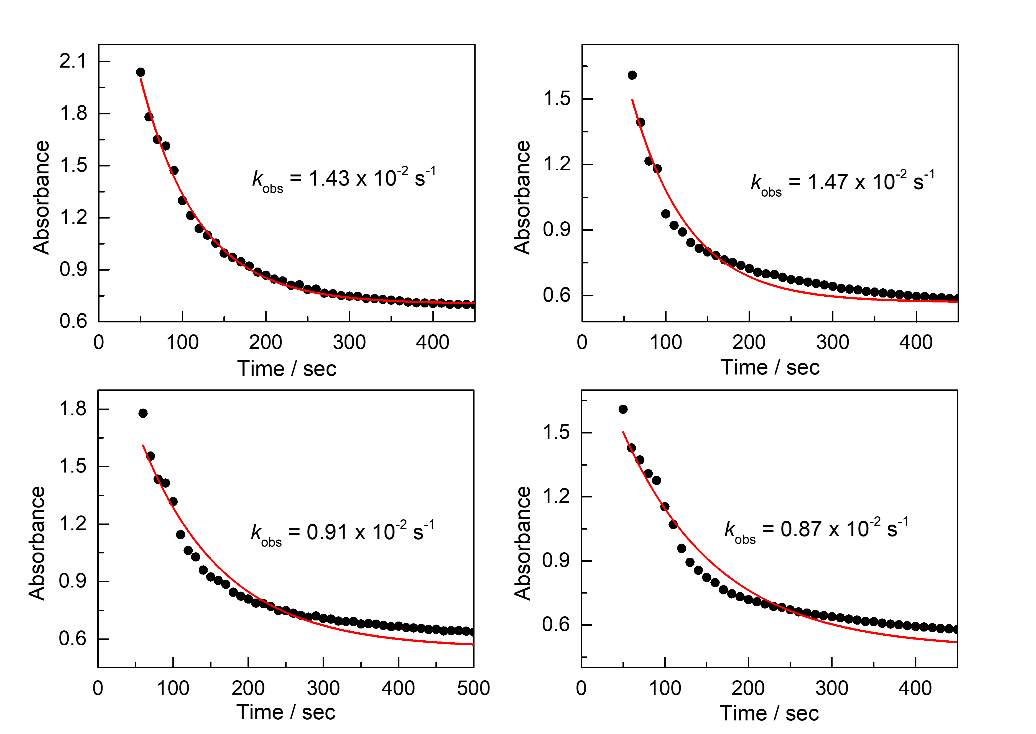 2.1
1.8
1.5
1.2
0.9
0.6
Absorbance
k_obs = 1.43 x 10^-2 s^-1
0 100 200 300 400
Time / sec
1.5
1.2
0.9
0.6
Absorbance
k_obs = 1.47 x 10^-2 s^-1
0 100 200 300 400
Time / sec
1.8
1.5
1.2
0.9
0.6
Absorbance
k_obs = 0.91 x 10^-2 s^-1
0 100 200 300 400 500
Time / sec
1.5
1.2
0.9
0.6
Absorbance
k_obs = 0.87 x 10^-2 s^-1
0 100 200 300 400
Time / sec